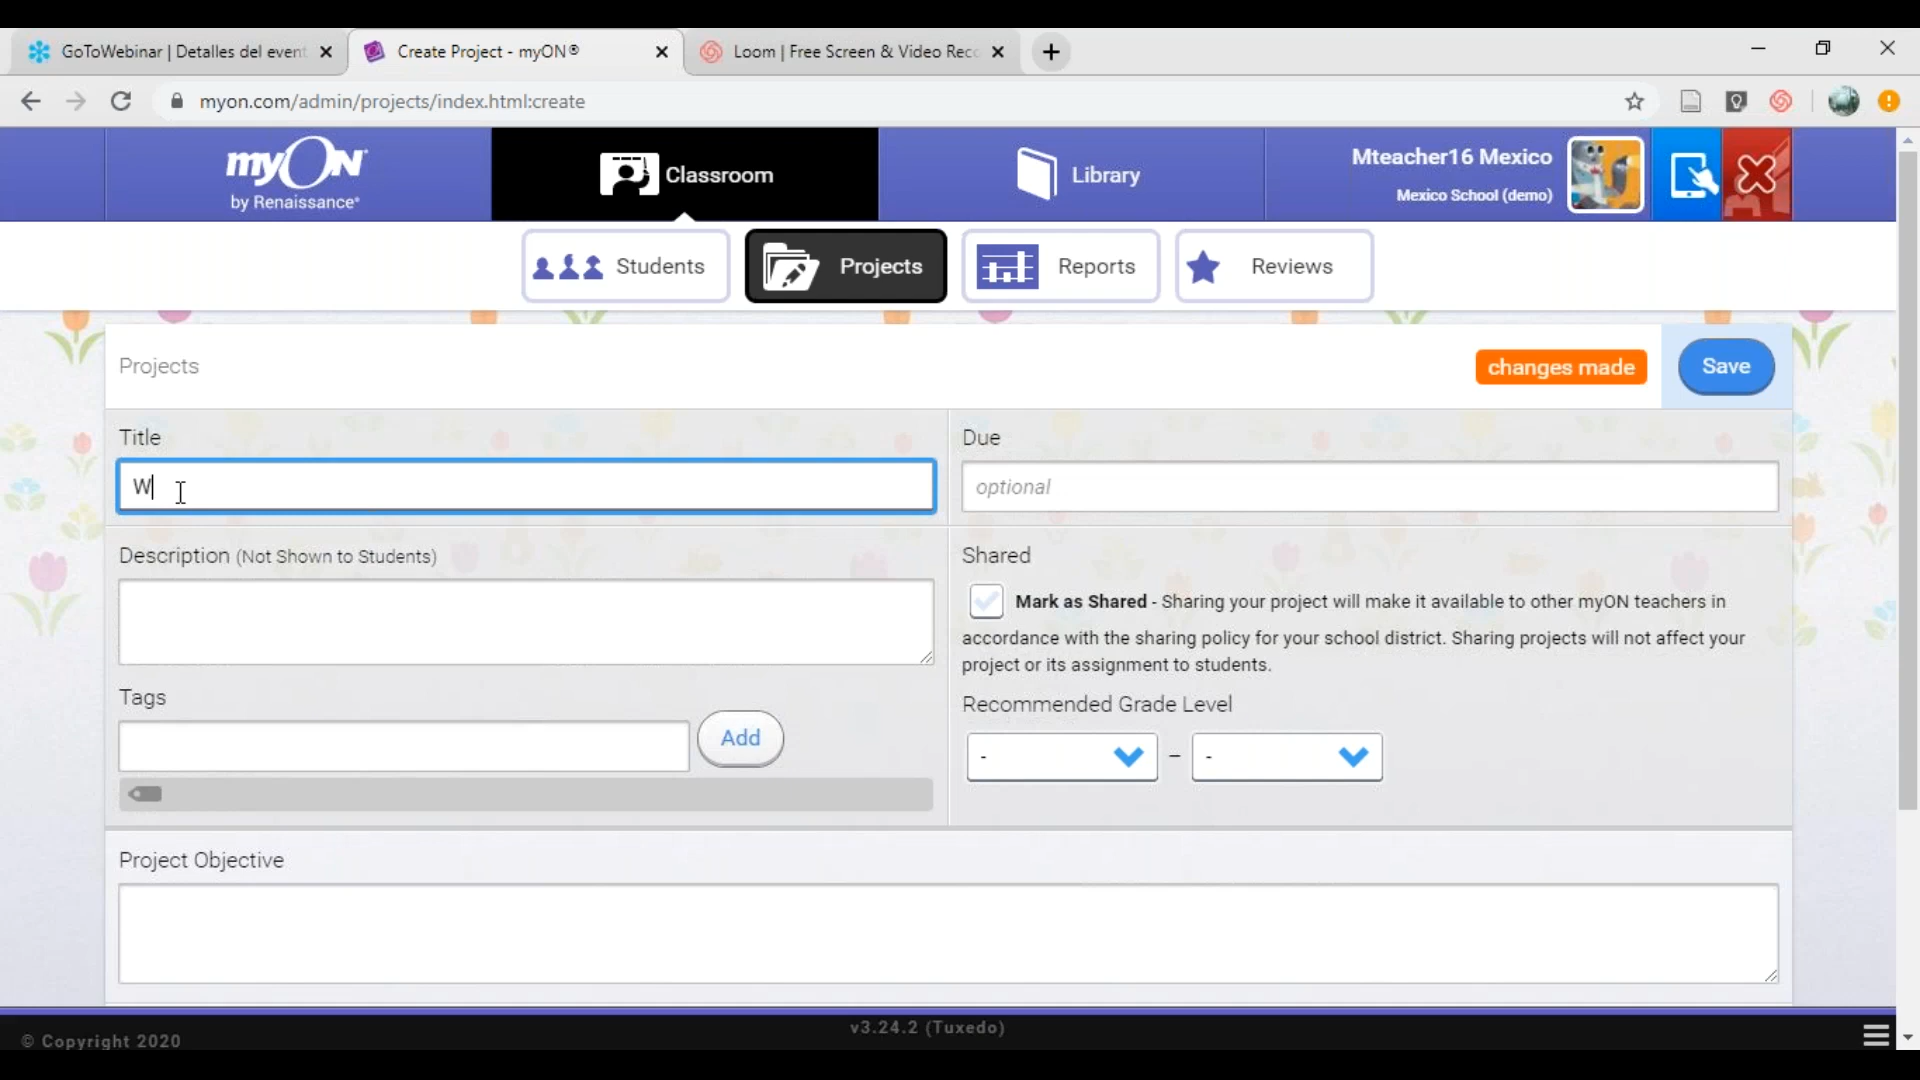 GoToWebinar | Detalles del event
Create Project - myON®
Loom | Free Screen & Video Rec
myon.com/admin/projects/index.html:create
myON
by Renaissance®
Classroom
Library
Mteacher16 Mexico
Mexico School (demo)
Students
Projects
Reports
Reviews
Projects
changes made
Save
Title
Due
W
optional
Description (Not Shown to Students)
Shared
Mark as Shared - Sharing your project will make it available to other myON teachers in
accordance with the sharing policy for your school district. Sharing projects will not affect your
project or its assignment to students.
Tags
Recommended Grade Level
Add
- – -
Project Objective
v3.24.2 (Tuxedo)
© Copyright 2020